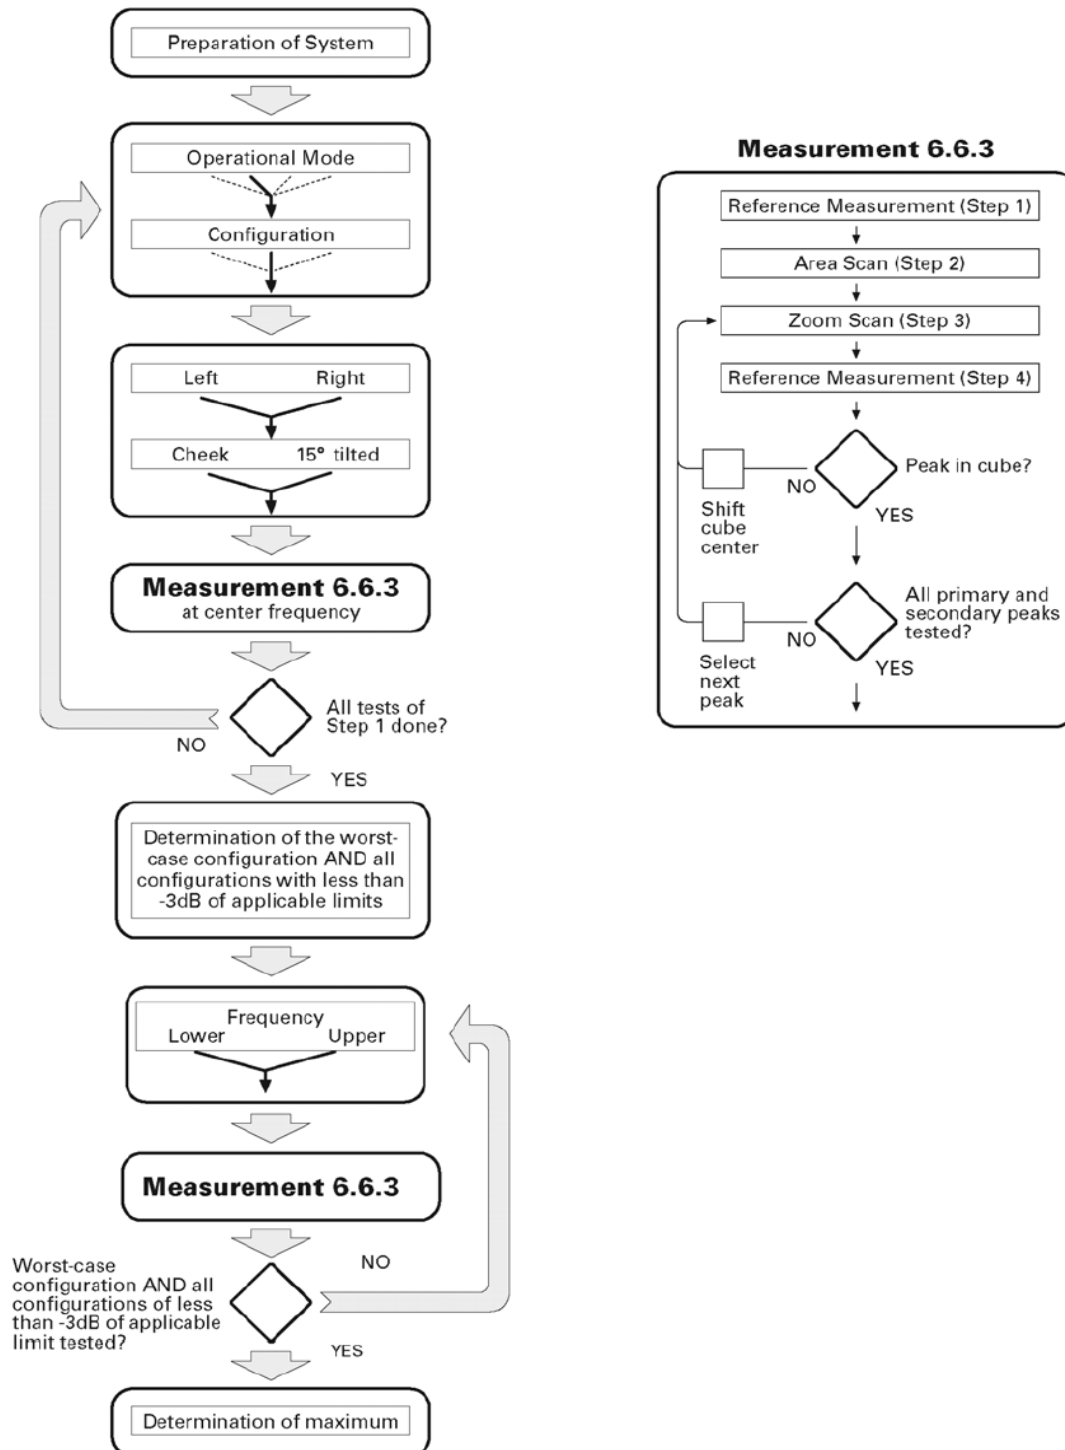 Preparation of System
Operational Mode
Configuration
Left Right
Cheek 15° tilted
Measurement 6.6.3
at center frequency
All tests of
Step 1 done?
NO
YES
Determination of the worst-
case configuration AND all
configurations with less than
-3dB of applicable limits
Frequency
Lower Upper
Measurement 6.6.3
Worst-case
configuration AND all
configurations of less
than -3dB of applicable
limit tested?
NO
YES
Determination of maximum
Measurement 6.6.3
Reference Measurement (Step 1)
Area Scan (Step 2)
Zoom Scan (Step 3)
Reference Measurement (Step 4)
Peak in cube?
NO
YES
Shift
cube
center
All primary and
secondary peaks
tested?
NO
YES
Select
next
peak